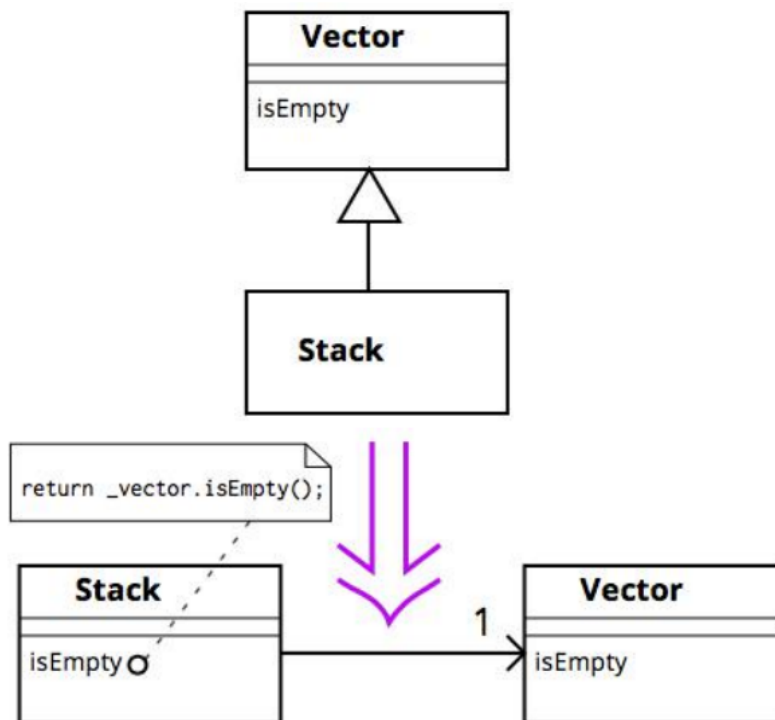 Vector
isEmpty
Stack
return _vector.isEmpty();
Stack
isEmpty
1
Vector
isEmpty